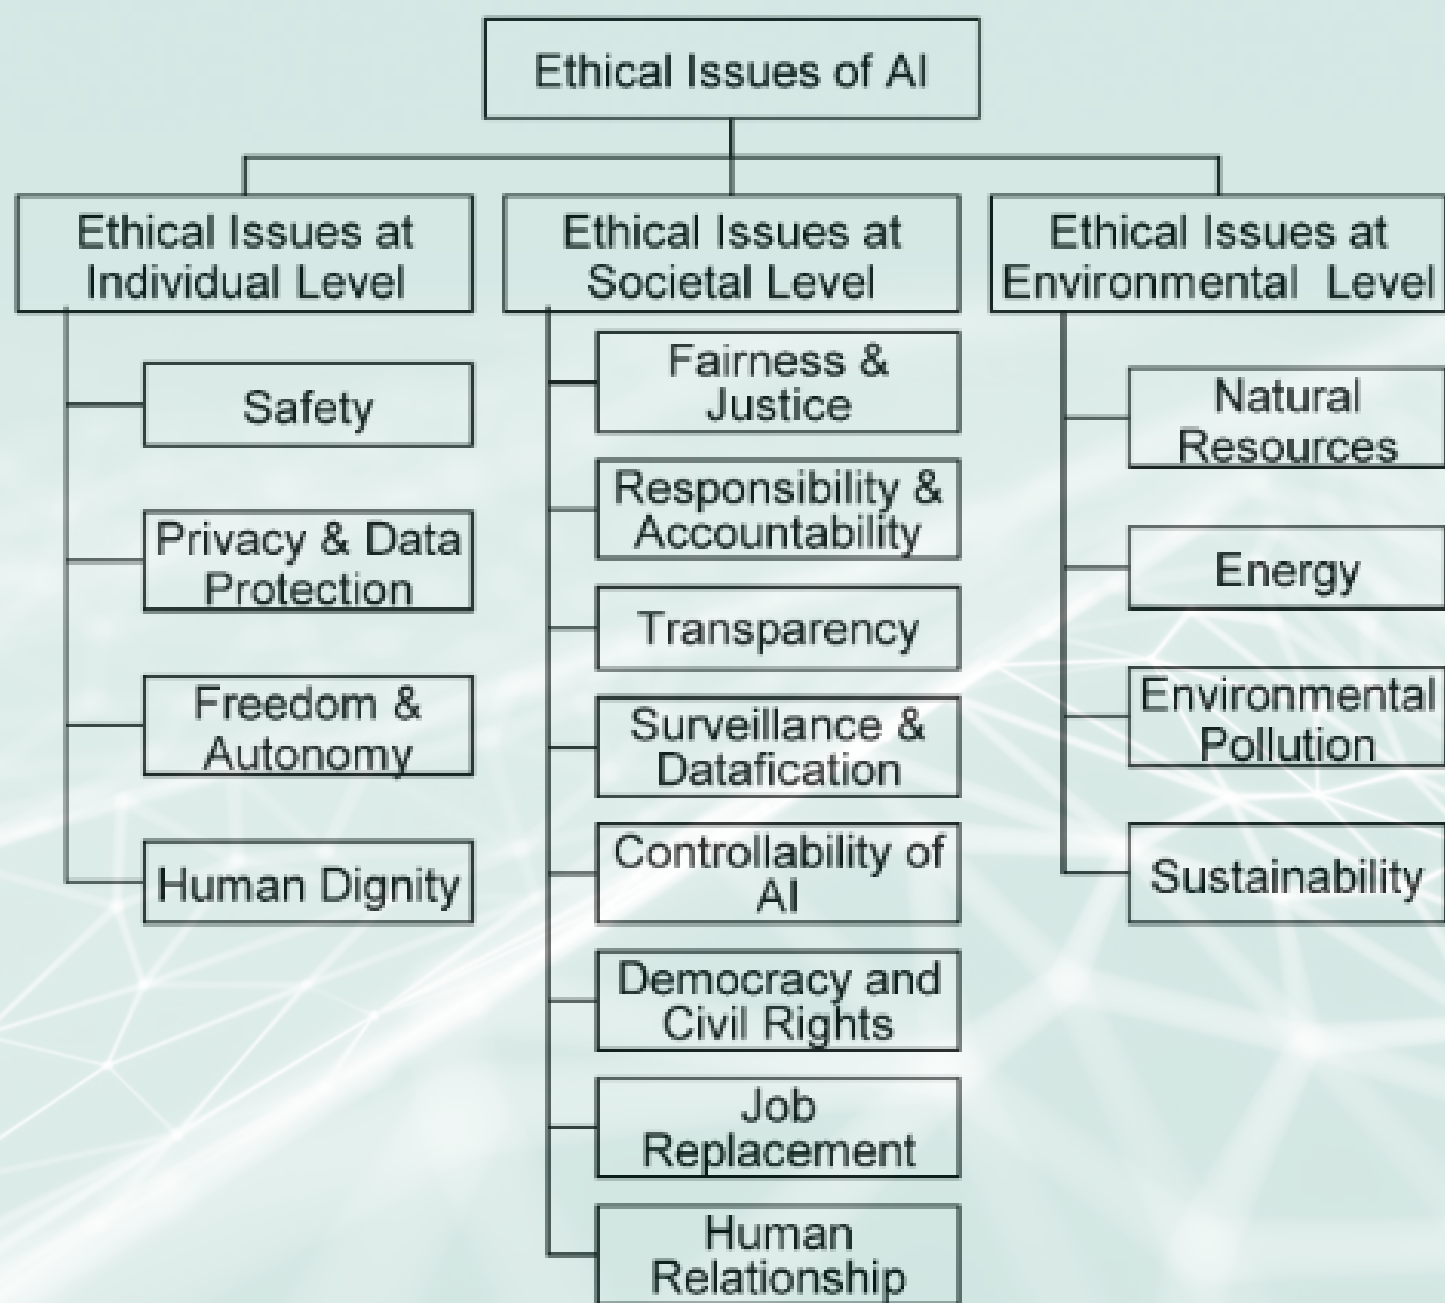 Ethical Issues of AI
Ethical Issues at
Individual Level
Safety
Privacy & Data
Protection
Freedom &
Autonomy
Human Dignity
Ethical Issues at
Societal Level
Fairness &
Justice
Responsibility &
Accountability
Transparency
Surveillance &
Datafication
Controllability of
AI
Democracy and
Civil Rights
Job
Replacement
Human
Relationship
Ethical Issues at
Environmental Level
Natural
Resources
Energy
Environmental
Pollution
Sustainability